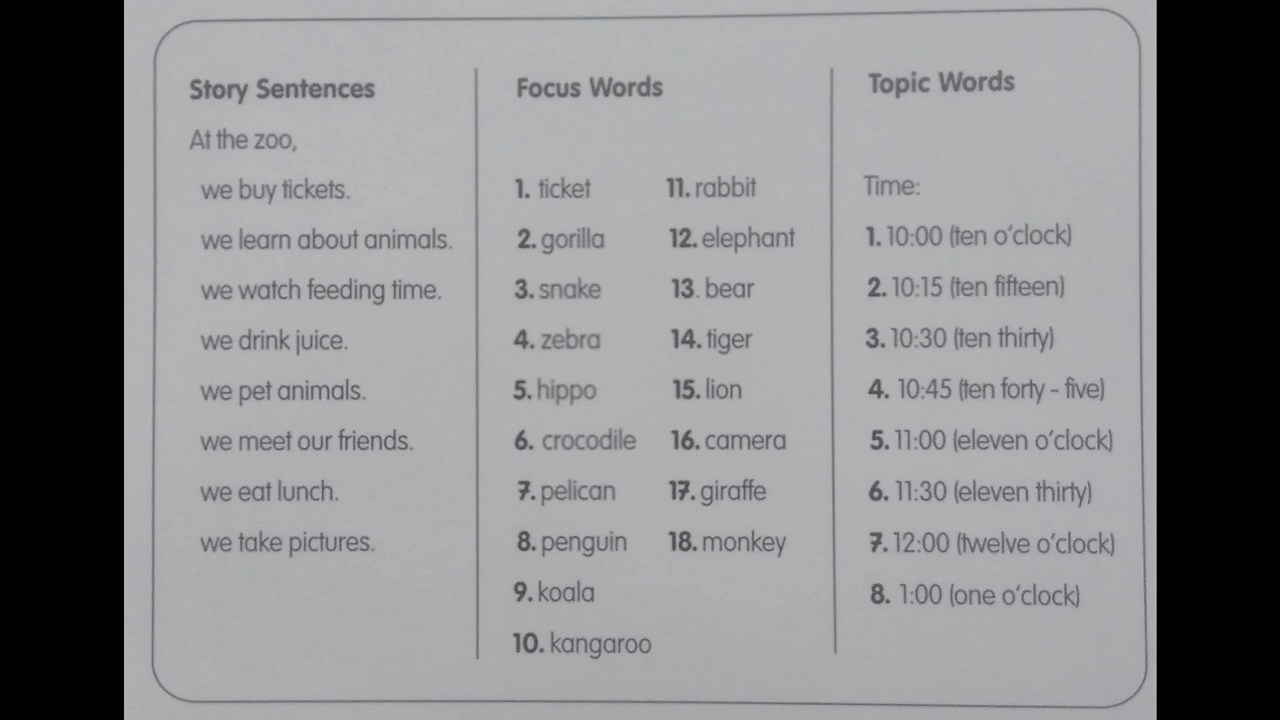 Story Sentences
At the zoo,
we buy tickets.
we learn about animals.
we watch feeding time.
we drink juice.
we pet animals.
we meet our friends.
we eat lunch.
we take pictures.
Focus Words
1. ticket
2. gorilla
3. snake
4. zebra
5. hippo
6. crocodile
7. pelican
8. penguin
9. koala
10. kangaroo
11. rabbit
12. elephant
13. bear
14. tiger
15. lion
16. camera
17. giraffe
18. monkey
Topic Words
Time:
1. 10:00 (ten o'clock)
2. 10:15 (ten fifteen)
3. 10:30 (ten thirty)
4. 10:45 (ten forty - five)
5. 11:00 (eleven o'clock)
6. 11:30 (eleven thirty)
7. 12:00 (twelve o'clock)
8. 1:00 (one o'clock)